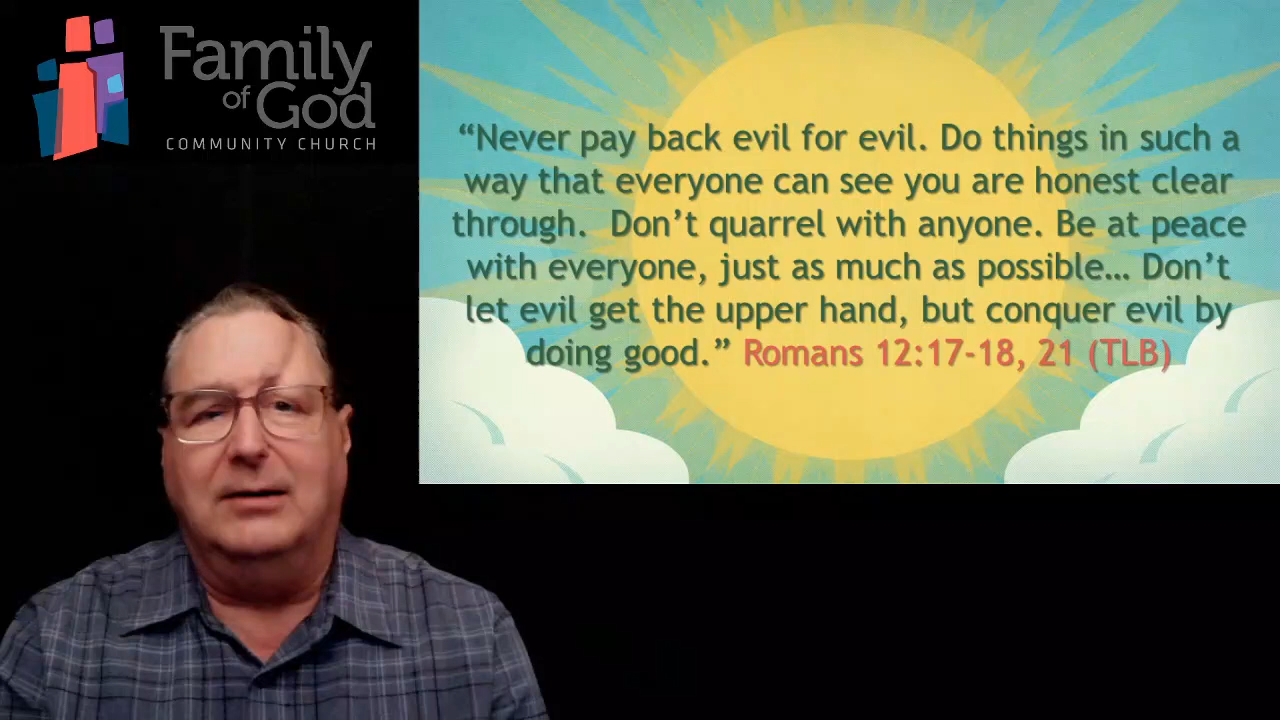 Family
of God
COMMUNITY CHURCH
“Never pay back evil for evil. Do things in such a
way that everyone can see you are honest clear
through.  Don’t quarrel with anyone. Be at peace
with everyone, just as much as possible… Don’t
let evil get the upper hand, but conquer evil by
doing good.” Romans 12:17-18, 21 (TLB)